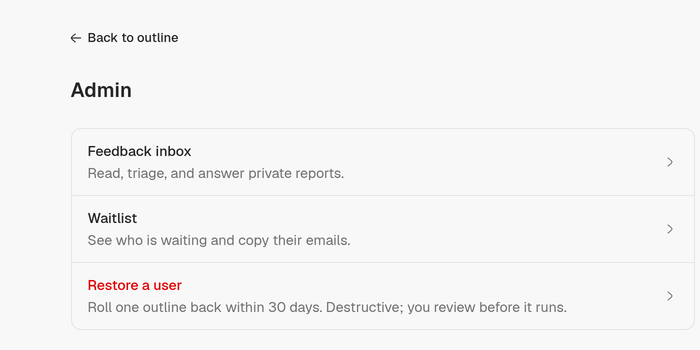 Back to outline
Admin
Feedback inbox
Read, triage, and answer private reports.
Waitlist
See who is waiting and copy their emails.
Restore a user
Roll one outline back within 30 days. Destructive; you review before it runs.